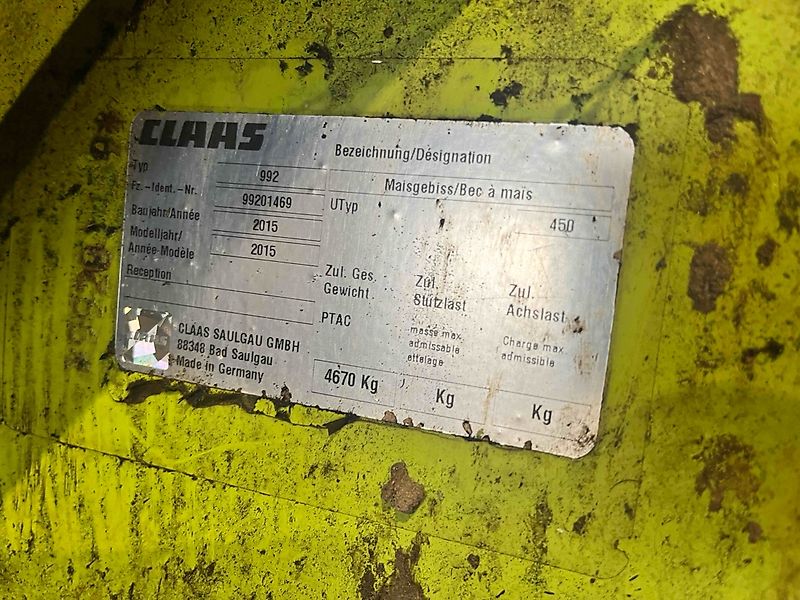 CLAAS
Bezeichnung/Désignation
Typ 992
Maisgebiss/Bec à maïs
Fz.-Ident.-Nr. 99201469
UTyp 450
Baujahr/Année 2015
Modelljahr/
Année-Modèle 2015
Reception
Zul. Ges.
Gewicht
PTAC
Zul.
Stützlast
masse max
admissable
attelage
Zul.
Achslast
Charge max
admissible
CLAAS SAULGAU GMBH
88348 Bad Saulgau
Made in Germany
4670 Kg
Kg
Kg